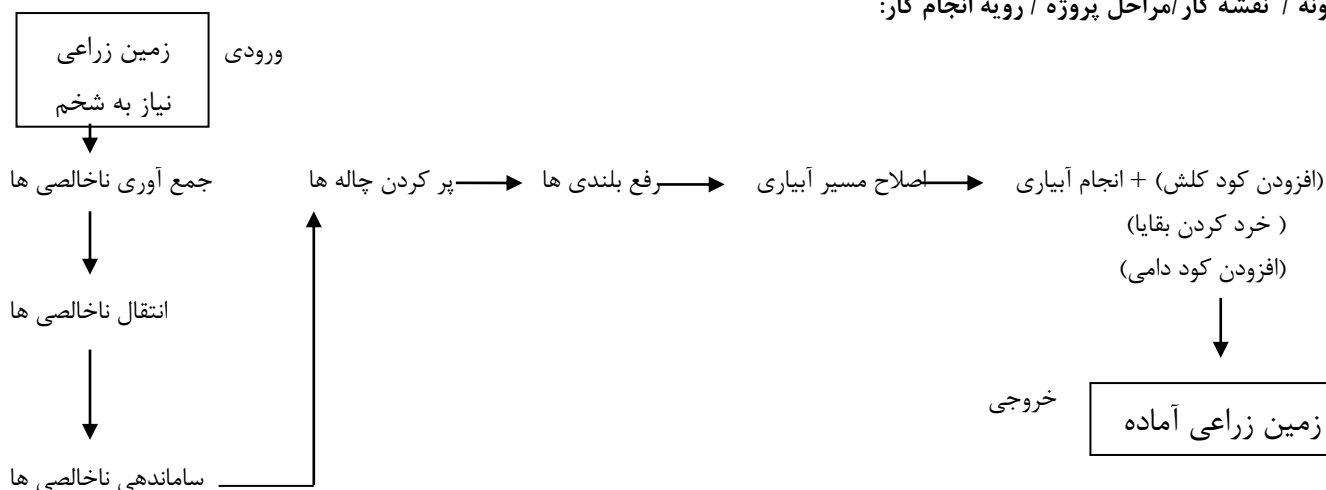 نقشه کار/مراحل پروژه / رویه انجام کار:
ورودی
زمین زراعی
نیاز به شخم
جمع آوری ناخالصی ها
انتقال ناخالصی ها
ساماندهی ناخالصی ها
پر کردن چاله ها
رفع بلندی ها
اصلاح مسیر آبیاری
(افزودن کود کلش) + انجام آبیاری
( خرد کردن بقایا)
(افزودن کود دامی)
خروجی
زمین زراعی آماده